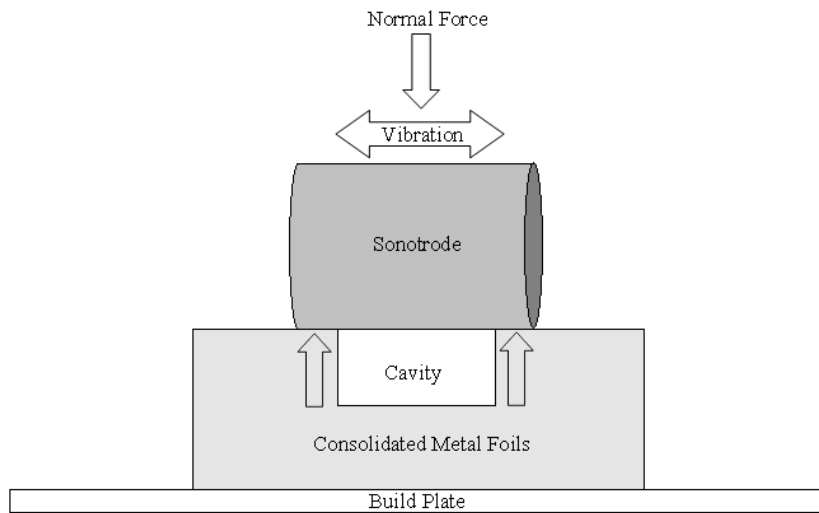 Normal Force
Vibration
Sonotrode
Cavity
Consolidated Metal Foils
Build Plate